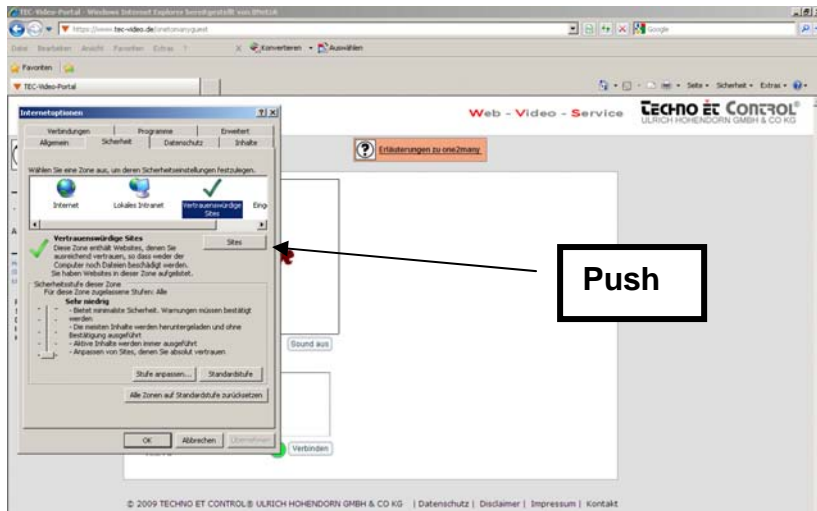 TEC-Video-Portal - Windows Internet Explorer bereitgestellt von IPNetJA
https://www.tec-video.de/onetomany/guest
Google
Datei Bearbeiten Ansicht Favoriten Extras ?
X Konvertieren Auswählen
Favoriten
TEC-Video-Portal
Seite Sicherheit Extras
Web - Video - Service
TECHNO ET CONTROL®
ULRICH HOHENDORN GMBH & CO KG
Internetoptionen
Verbindungen Programme Erweitert
Allgemein Sicherheit Datenschutz Inhalte
? Erläuterungen zu one2many
Wählen Sie eine Zone aus, um deren Sicherheitseinstellungen festzulegen.
Internet Lokales Intranet Vertrauenswürdige Sites Eing
Vertrauenswürdige Sites
Sites
Diese Zone enthält Websites, denen Sie
ausreichend vertrauen, so dass weder der
Computer noch Dateien beschädigt werden.
Sie haben Websites in dieser Zone aufgelistet.
Push
Sicherheitsstufe dieser Zone
Für diese Zone zugelassene Stufen: Alle
Sehr niedrig
- Bietet minimalste Sicherheit. Warnungen müssen bestätigt
werden
- Die meisten Inhalte werden heruntergeladen und ohne
Bestätigung ausgeführt
- Aktive Inhalte werden immer ausgeführt
- Anpassen von Sites, denen Sie absolut vertrauen
Sound aus
Stufe anpassen... Standardstufe
Alle Zonen auf Standardstufe zurücksetzen
OK Abbrechen Übernehmen
Verbinden
© 2009 TECHNO ET CONTROL® ULRICH HOHENDORN GMBH & CO KG | Datenschutz | Disclaimer | Impressum | Kontakt